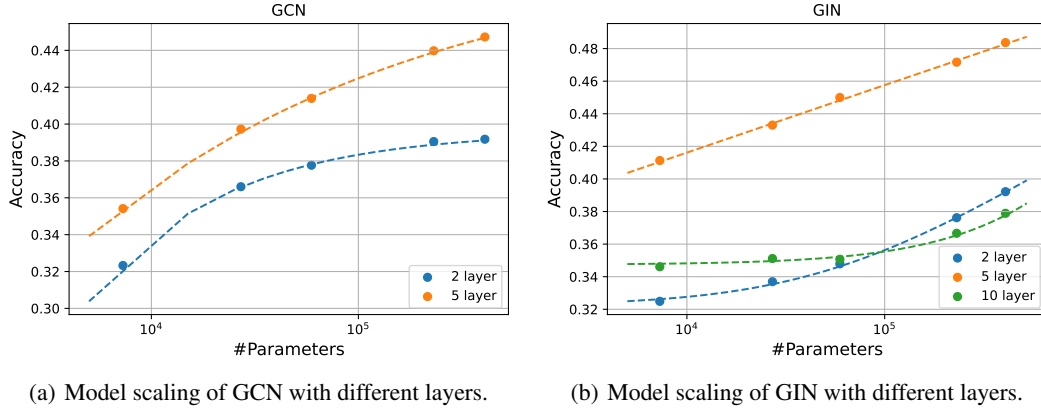 GCN
0.44
0.42
0.40
0.38
0.36
0.34
0.32
0.30
Accuracy
10^4
10^5
#Parameters
2 layer
5 layer
(a) Model scaling of GCN with different layers.
GIN
0.48
0.46
0.44
0.42
0.40
0.38
0.36
0.34
0.32
Accuracy
10^4
10^5
#Parameters
2 layer
5 layer
10 layer
(b) Model scaling of GIN with different layers.